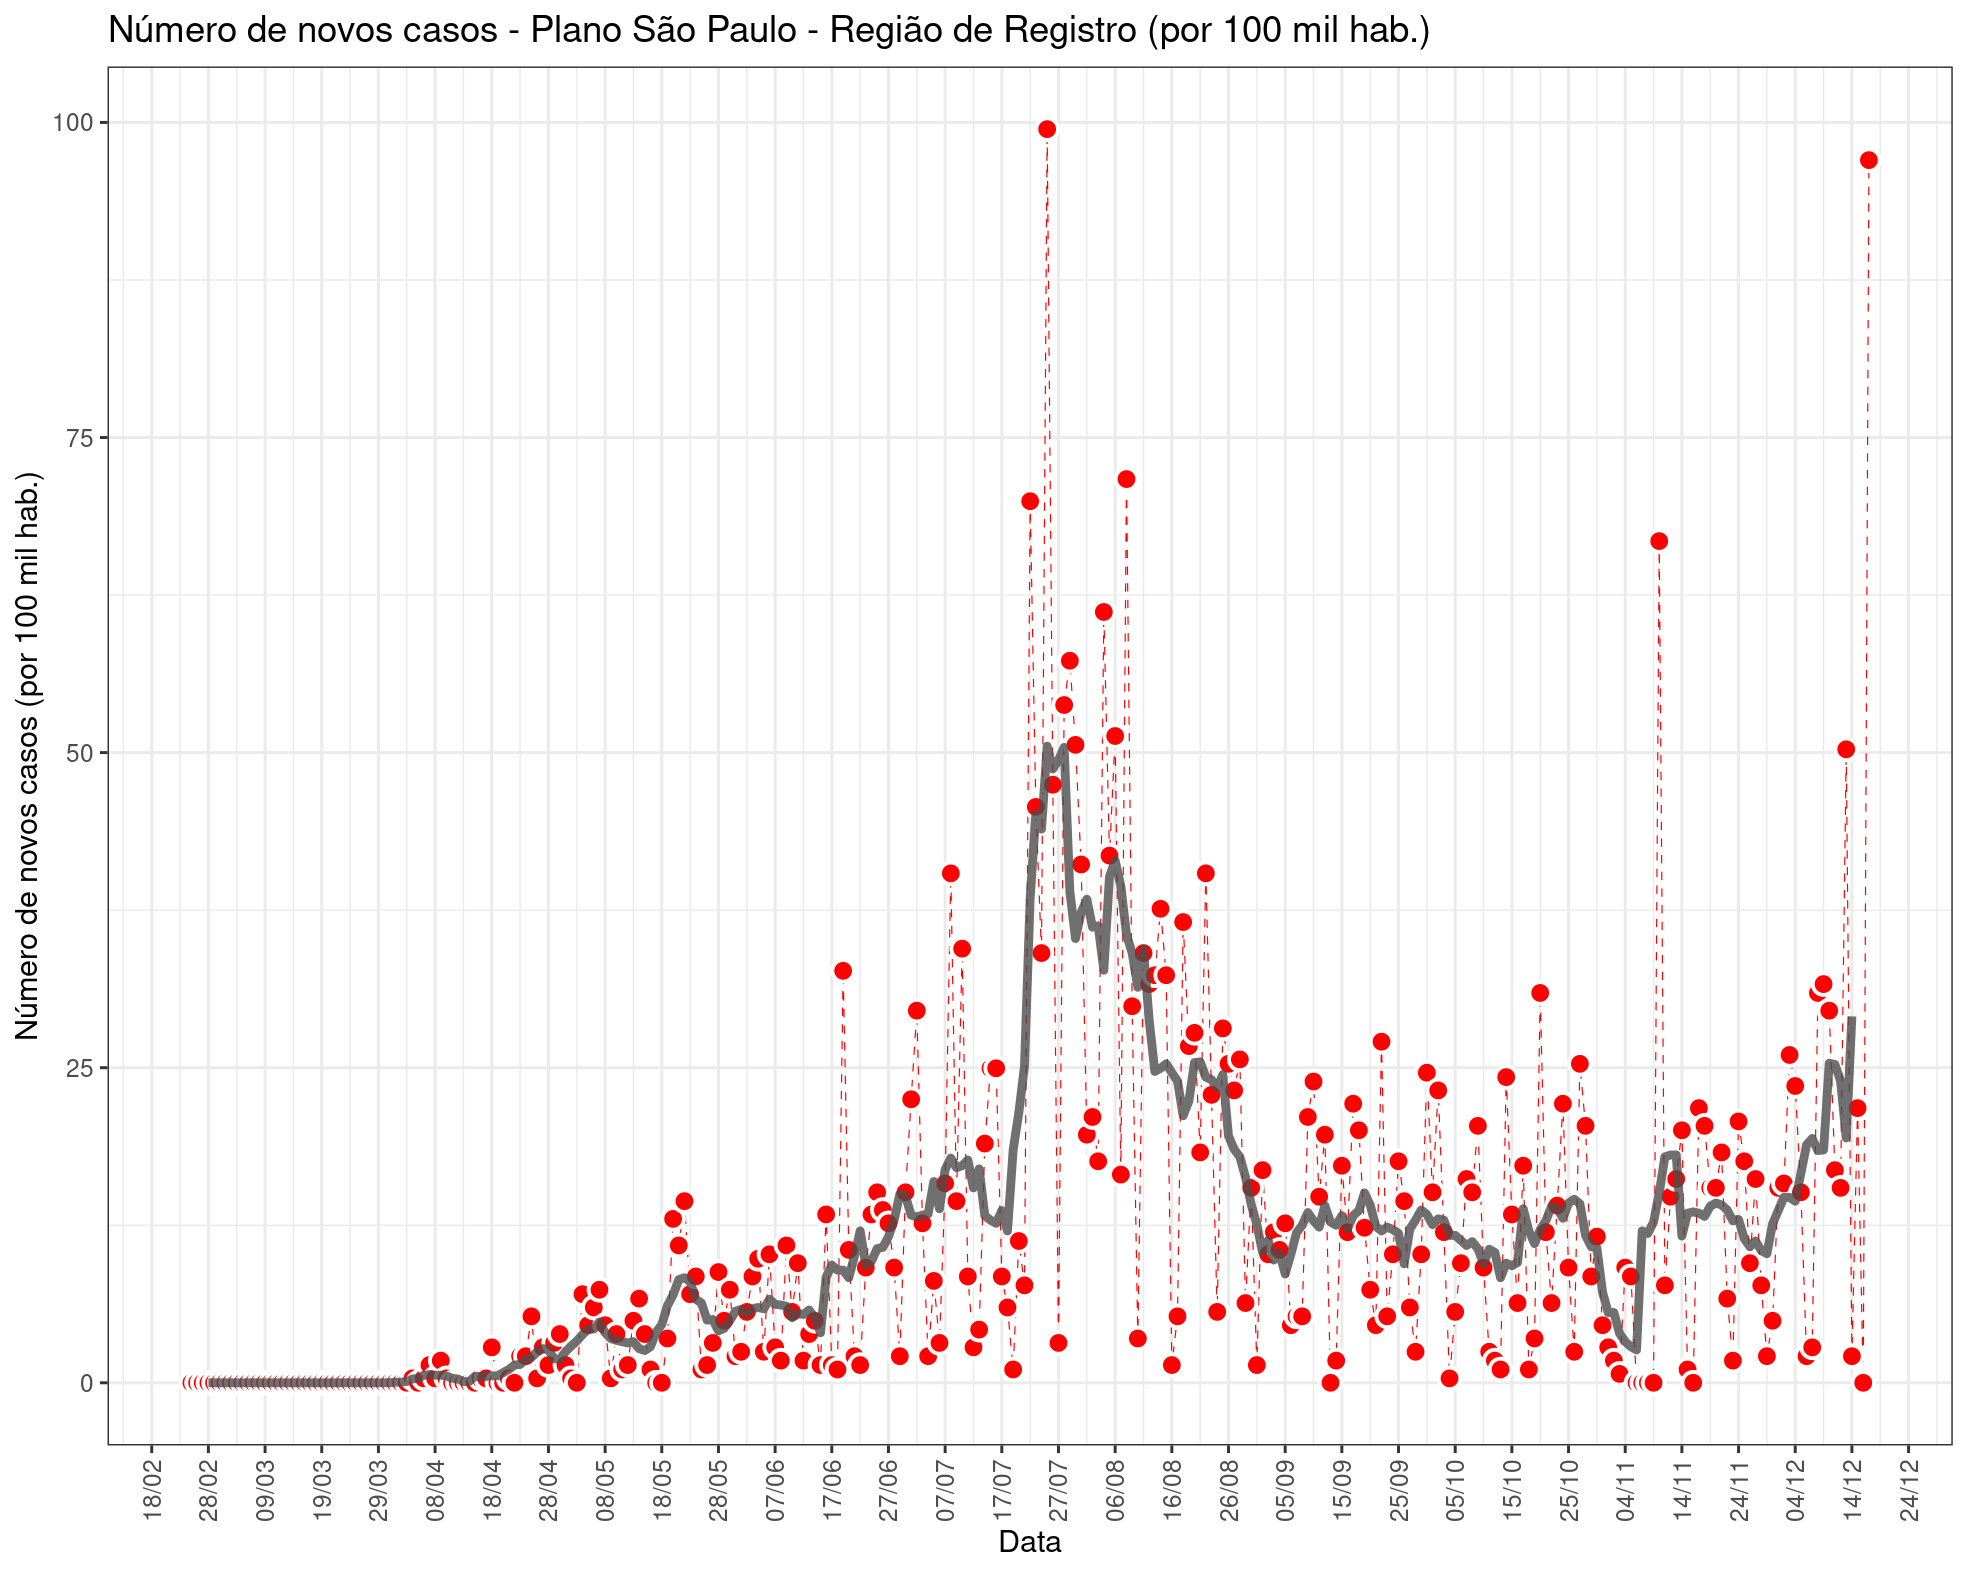 Número de novos casos - Plano São Paulo - Região de Registro (por 100 mil hab.)
Número de novos casos (por 100 mil hab.)
100
75
50
25
0
18/02 28/02 09/03 19/03 29/03 08/04 18/04 28/04 08/05 18/05 28/05 07/06 17/06 27/06 07/07 17/07 27/07 06/08 16/08 26/08 05/09 15/09 25/09 05/10 15/10 25/10 04/11 14/11 24/11 04/12 14/12 24/12
Data